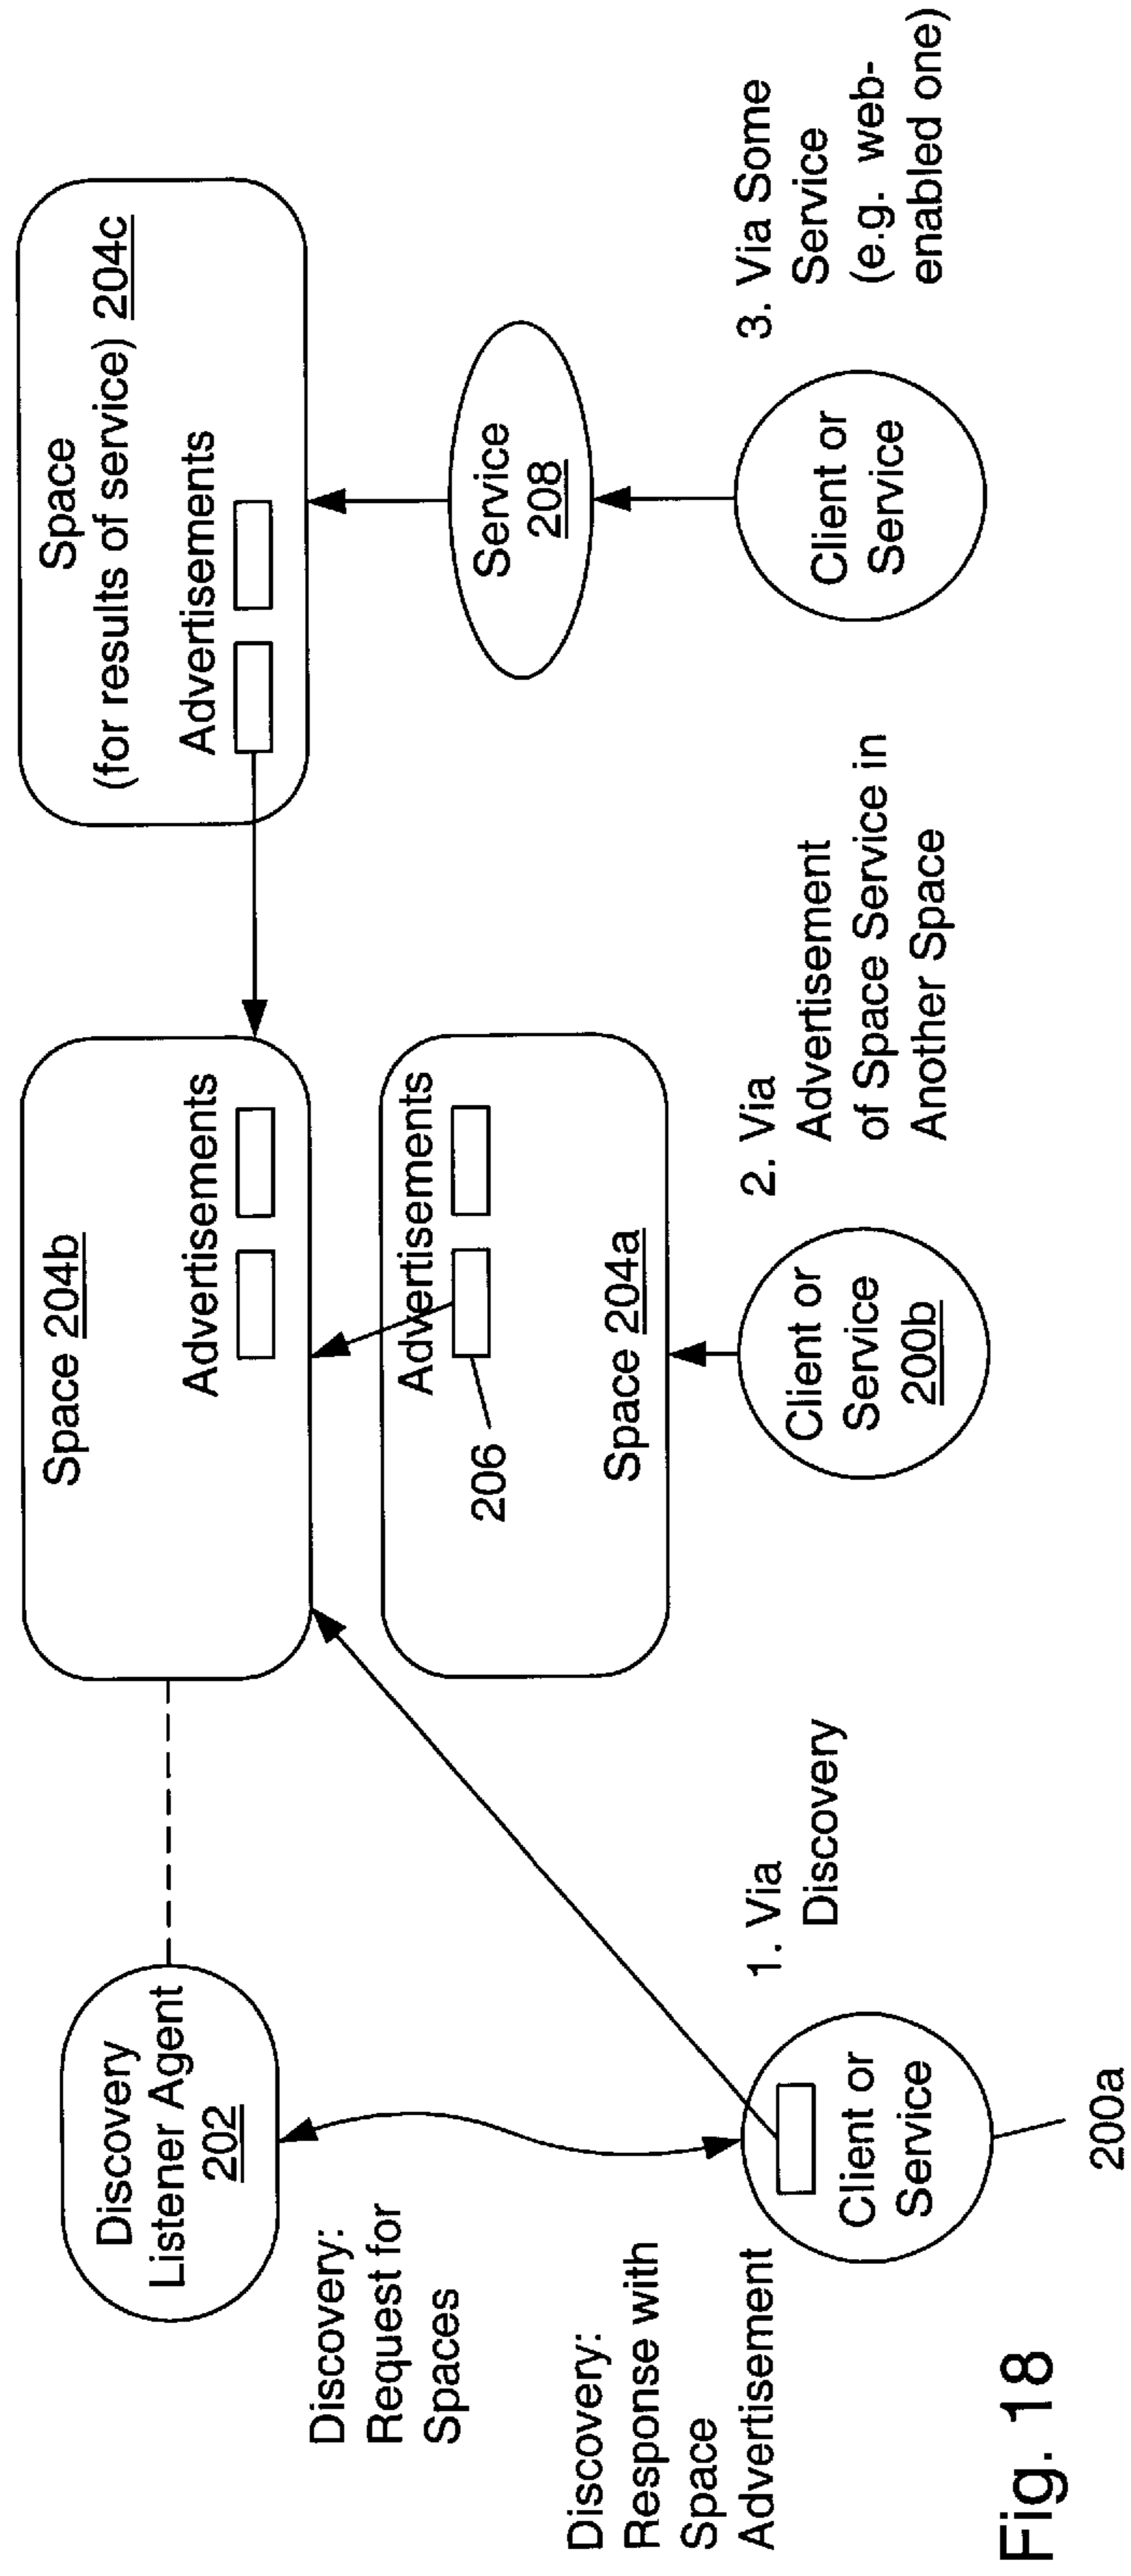 Discovery
Listener Agent
202
Space 204b
Advertisements
Space
(for results of service) 204c
Advertisements
Discovery:
Request for
Spaces
Advertisements
206
Space 204a
Service
208
Discovery:
Response with
Space
Advertisement
Client or
Service
200a
1. Via
Discovery
Client or
Service
200b
2. Via
Advertisement
of Space Service in
Another Space
Client or
Service
3. Via Some
Service
(e.g. web-
enabled one)
Fig. 18